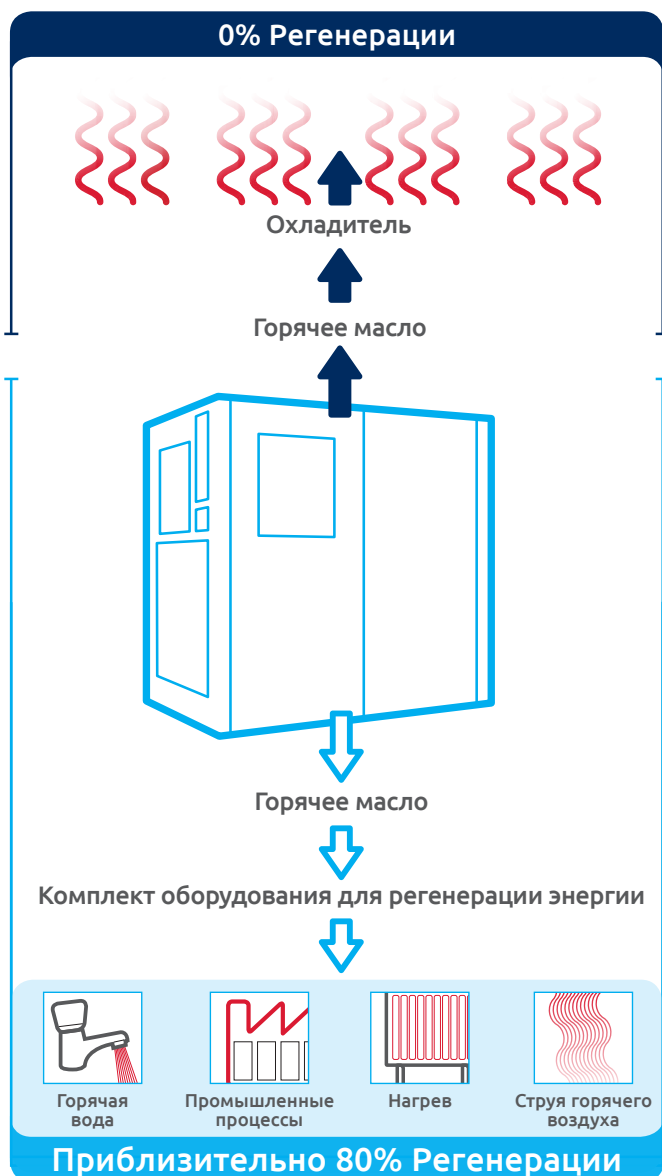 0% Регенерации
Охладитель
Горячее масло
Горячее масло
Комплект оборудования для регенерации энергии
Горячая
вода
Промышленные
процессы
Нагрев
Струя горячего
воздуха
Приблизительно 80% Регенерации